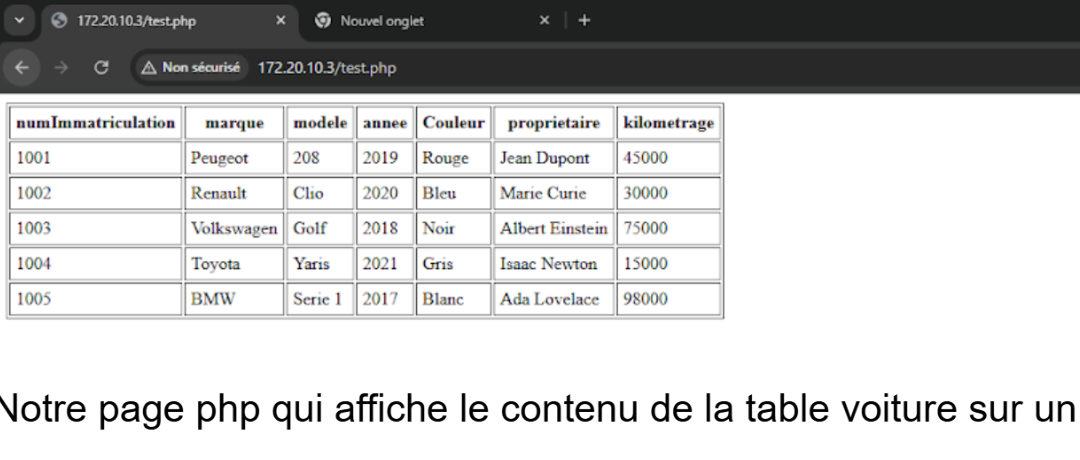 172.20.10.3/test.php
Nouvel onglet
Non sécurisé 172.20.10.3/test.php
numImmatriculation marque modele annee Couleur proprietaire kilometrage
1001 Peugeot 208 2019 Rouge Jean Dupont 45000
1002 Renault Clio 2020 Bleu Marie Curie 30000
1003 Volkswagen Golf 2018 Noir Albert Einstein 75000
1004 Toyota Yaris 2021 Gris Isaac Newton 15000
1005 BMW Serie 1 2017 Blanc Ada Lovelace 98000
Notre page php qui affiche le contenu de la table voiture sur un